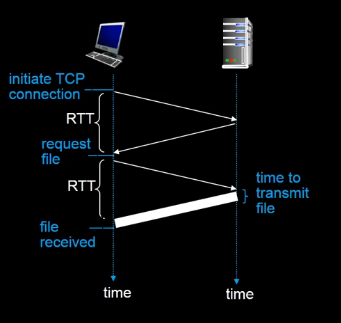 initiate TCP
connection
RTT
request
file
RTT
time to
transmit
file
file
received
time
time